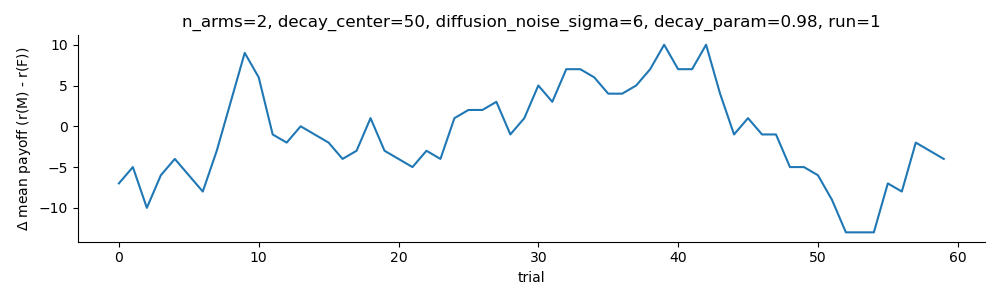 n_arms=2, decay_center=50, diffusion_noise_sigma=6, decay_param=0.98, run=1
Δ mean payoff (r(M) - r(F))
10
5
0
−5
−10
0 10 20 30 40 50 60
trial